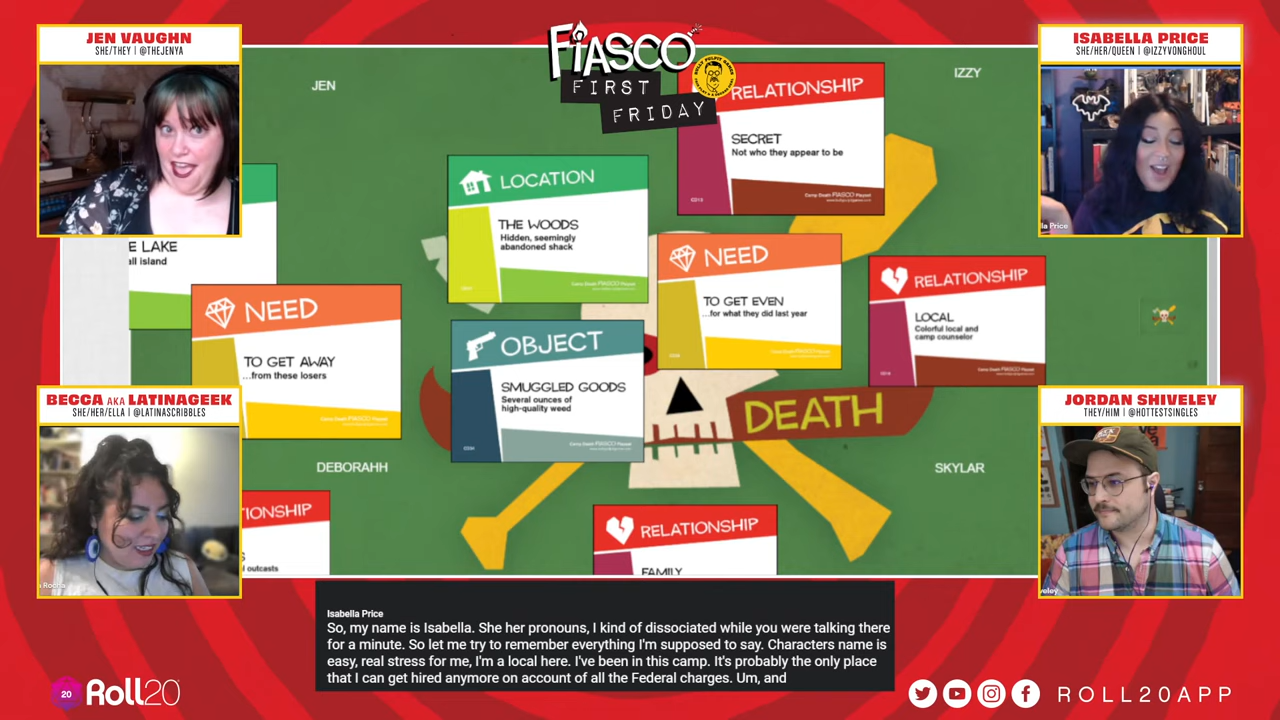 JEN VAUGHN
SHE/THEY | @THEJENYA
FIASCO
FIRST
FRIDAY
ISABELLA PRICE
SHE/HER/QUEEN | @IZZYVONGHOUL
JEN
IZZY
RELATIONSHIP
SECRET
Not who they appear to be
LOCATION
THE WOODS
Hidden, seemingly
abandoned shack
la Price
E LAKE
all island
NEED
TO GET EVEN
...for what they did last year
RELATIONSHIP
LOCAL
Colorful local and
camp counselor
NEED
TO GET AWAY
...from these losers
OBJECT
SMUGGLED GOODS
Several ounces of
high-quality weed
DEATH
BECCA AKA LATINAGEEK
SHE/HER/ELLA | @LATINASCRIBBLES
JORDAN SHIVELEY
THEY/HIM | @HOTTESTSINGLES
DEBORAHH
SKYLAR
IONSHIP
l outcasts
RELATIONSHIP
FAMILY
Rocha
veley
Isabella Price
So, my name is Isabella. She her pronouns, I kind of dissociated while you were talking there
for a minute. So let me try to remember everything I'm supposed to say. Characters name is
easy, real stress for me, I'm a local here. I've been in this camp. It's probably the only place
that I can get hired anymore on account of all the Federal charges. Um, and
20 Roll20
ROLL20APP